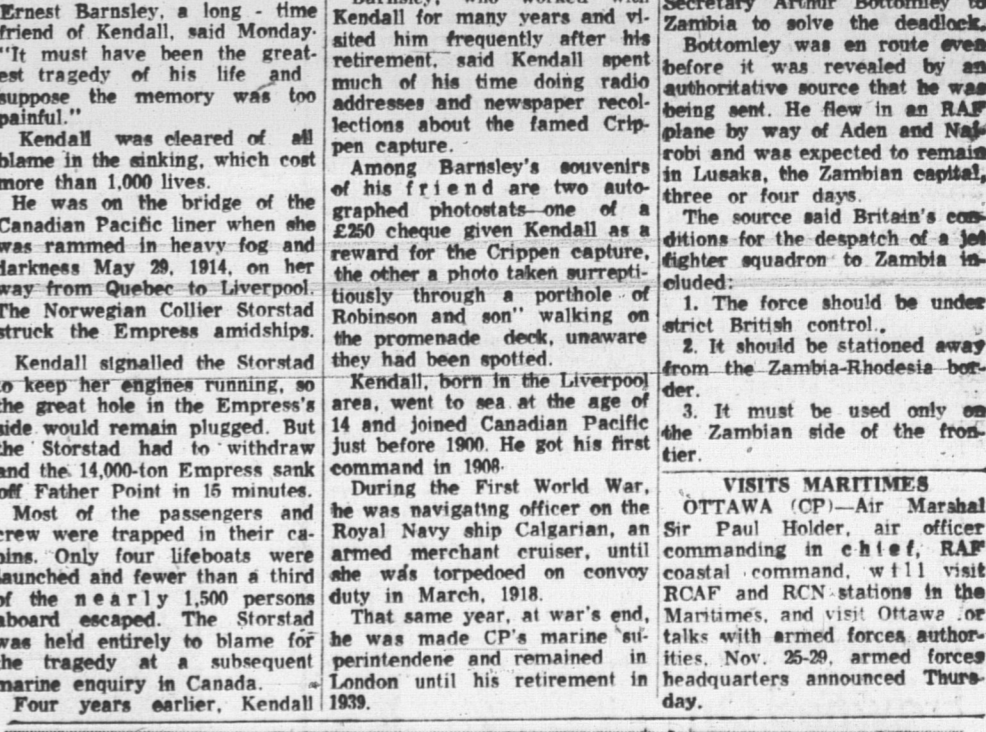 Ernest Barnsley, a long - time
friend of Kendall, said Monday.
"It must have been the great-
est tragedy of his life and
suppose the memory was too
painful."
Kendall was cleared of all
blame in the sinking, which cost
more than 1,000 lives.
He was on the bridge of the
Canadian Pacific liner when she
was rammed in heavy fog and
darkness May 29, 1914, on her
way from Quebec to Liverpool.
The Norwegian Collier Storstad
struck the Empress amidships.
Kendall signalled the Storstad
to keep her engines running, so
the great hole in the Empress's
side would remain plugged. But
the Storstad had to withdraw
and the 14,000-ton Empress sank
off Father Point in 15 minutes.
Most of the passengers and
crew were trapped in their ca-
bins. Only four lifeboats were
launched and fewer than a third
of the nearly 1,500 persons
aboard escaped. The Storstad
was held entirely to blame for
the tragedy at a subsequent
marine enquiry in Canada.
Four years earlier, Kendall
Barnsley, who worked with
Kendall for many years and vi-
sited him frequently after his
retirement, said Kendall spent
much of his time doing radio
addresses and newspaper recol-
lections about the famed Crip-
pen capture.
Among Barnsley's souvenirs
of his friend are two auto-
graphed photostats—one of a
£250 cheque given Kendall as a
reward for the Crippen capture,
the other a photo taken surrepti-
tiously through a porthole of
Robinson and son" walking on
the promenade deck, unaware
they had been spotted.
Kendall, born in the Liverpool
area, went to sea at the age of
14 and joined Canadian Pacific
just before 1900. He got his first
command in 1908.
During the First World War,
he was navigating officer on the
Royal Navy ship Calgarian, an
armed merchant cruiser, until
she was torpedoed on convoy
duty in March, 1918.
That same year, at war's end,
he was made CP's marine su-
perintendene and remained in
London until his retirement in
1939.
Secretary Arthur Bottomley to
Zambia to solve the deadlock.
Bottomley was en route even
before it was revealed by an
authoritative source that he was
being sent. He flew in an RAF
plane by way of Aden and Nai-
robi and was expected to remain
in Lusaka, the Zambian capital,
three or four days.
The source said Britain's con-
ditions for the despatch of a jet
fighter squadron to Zambia in-
cluded:
1. The force should be under
strict British control.
2. It should be stationed away
from the Zambia-Rhodesia bor-
der.
3. It must be used only on
the Zambian side of the fron-
tier.
VISITS MARITIMES
OTTAWA (CP)—Air Marshal
Sir Paul Holder, air officer
commanding in chief, RAF
coastal command, will visit
RCAF and RCN stations in the
Maritimes, and visit Ottawa for
talks with armed forces author-
ities, Nov. 25-29, armed forces
headquarters announced Thurs-
day.